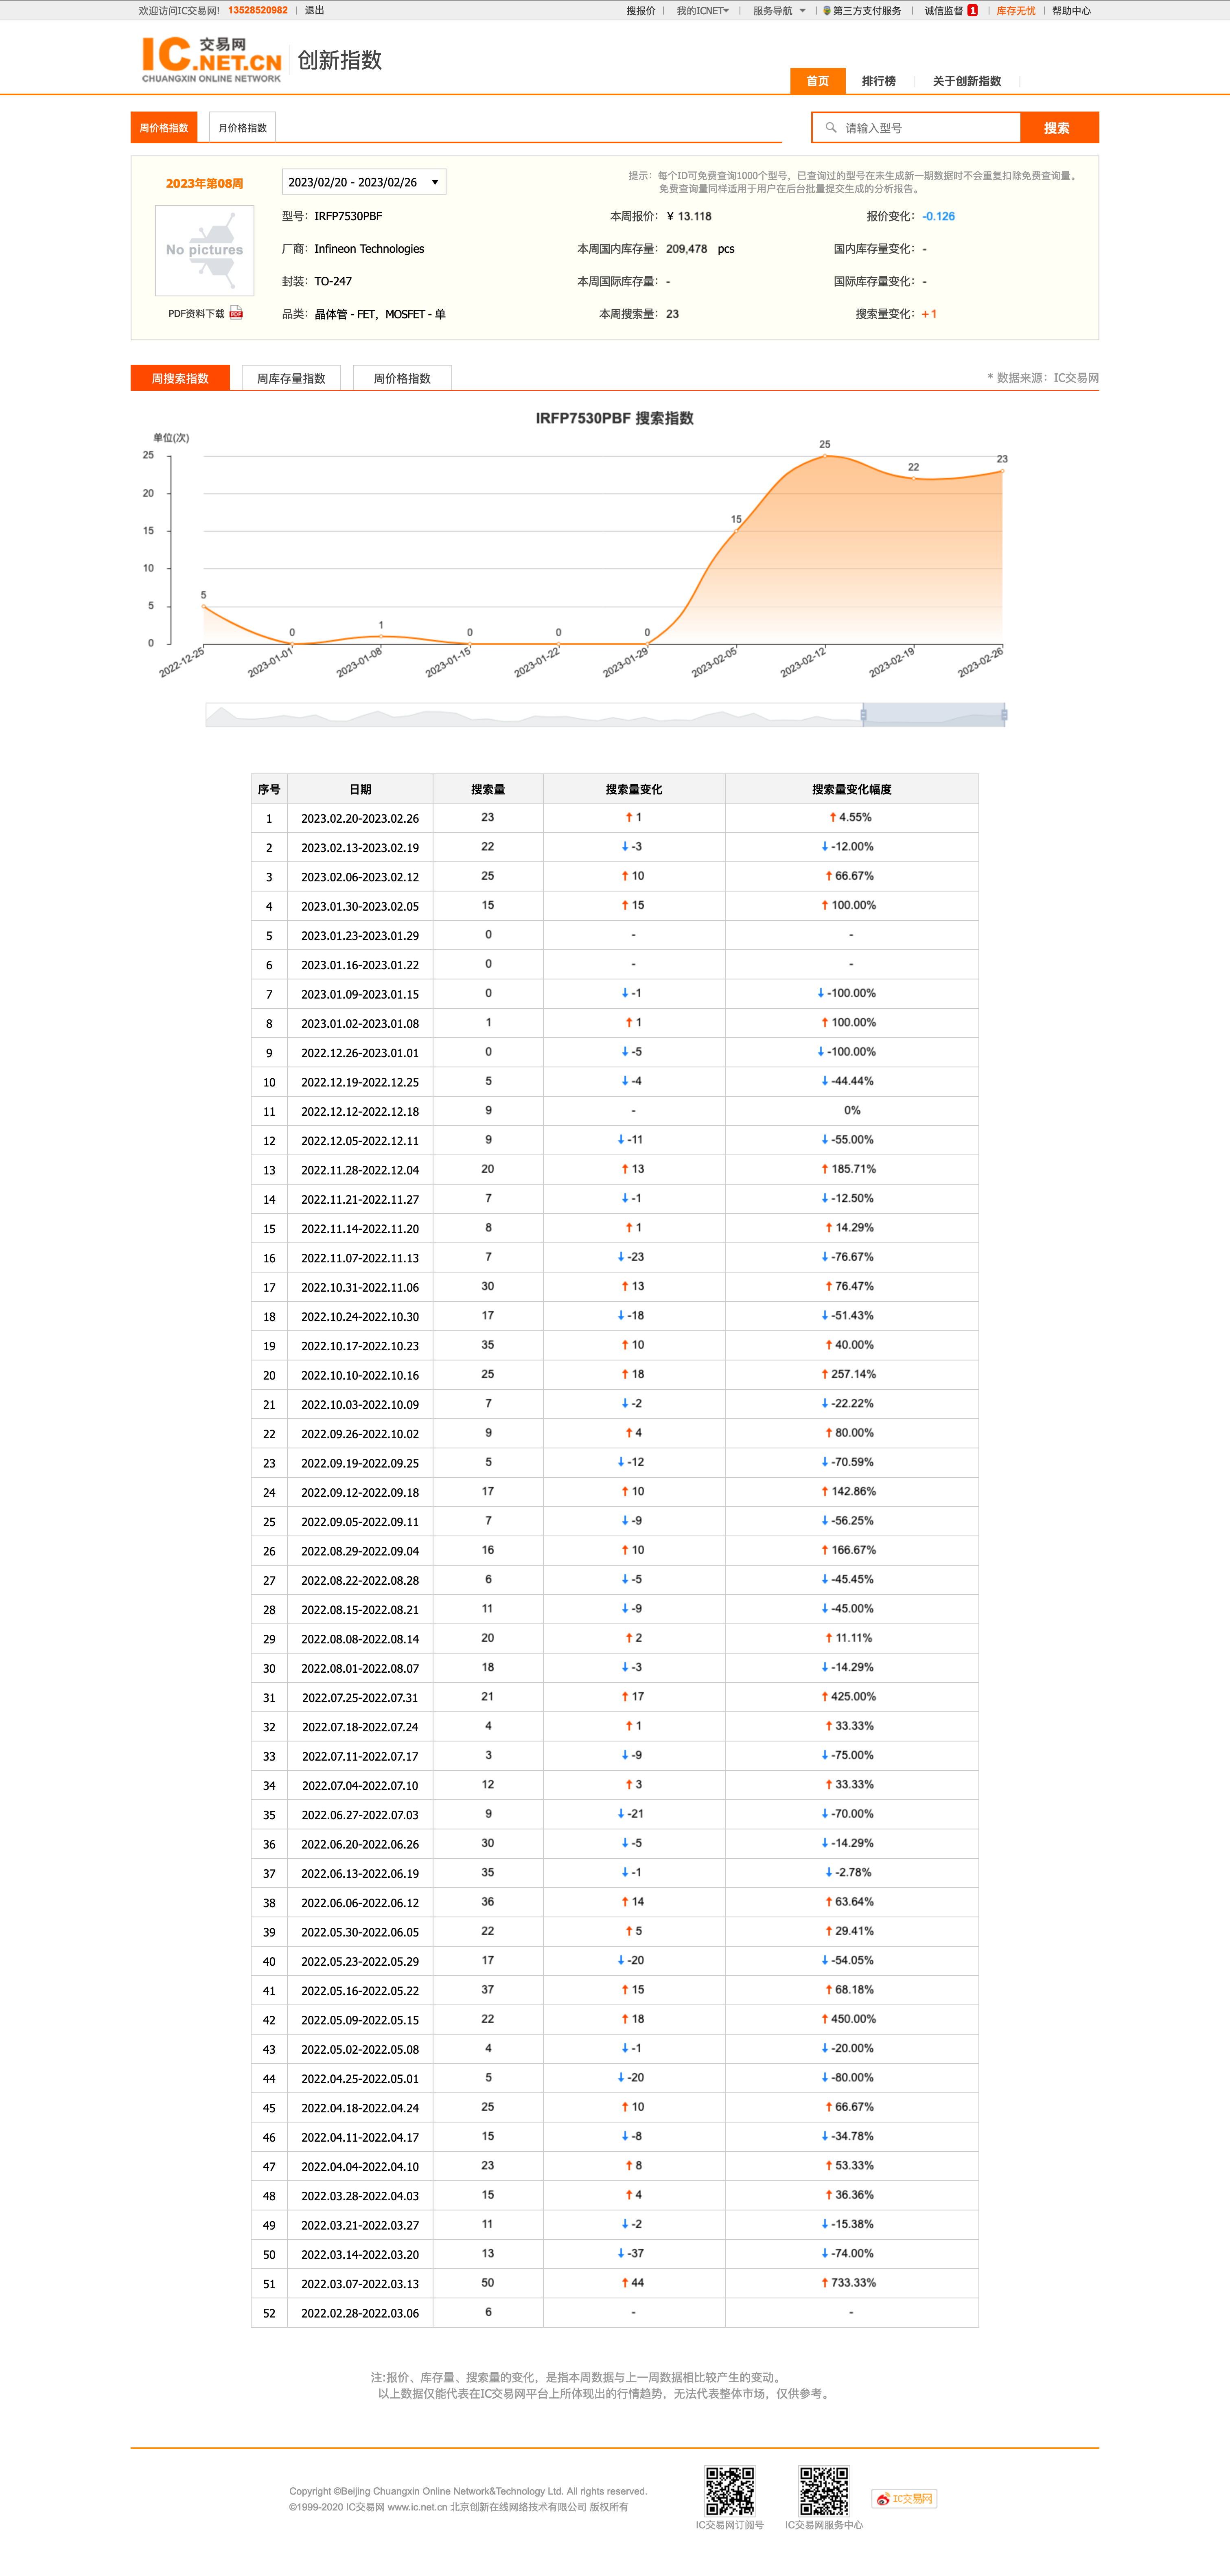 欢迎访问IC交易网! 13528520982 | 退出 搜报价 | 我的ICNET | 服务导航 | 第三方支付服务 | 诚信监督 1 | 库存无忧 | 帮助中心
IC 交易网 .NET.CN CHUANGXIN ONLINE NETWORK 创新指数
首页 排行榜 关于创新指数
周价格指数 月价格指数 请输入型号 搜索
2023年第08周 2023/02/20 - 2023/02/26
提示：每个ID可免费查询1000个型号，已查询过的型号在未生成新一期数据时不会重复扣除免费查询量。
免费查询量同样适用于用户在后台批量提交生成的分析报告。
No pictures
PDF资料下载 PDF
型号：IRFP7530PBF 本周报价：¥ 13.118 报价变化：-0.126
厂商：Infineon Technologies 本周国内库存量：209,478 pcs 国内库存量变化：-
封装：TO-247 本周国际库存量：- 国际库存量变化：-
品类：晶体管 - FET，MOSFET - 单 本周搜索量：23 搜索量变化：+1
周搜索指数 周库存量指数 周价格指数 * 数据来源：IC交易网
IRFP7530PBF 搜索指数
单位(次)
25
20
15
10
5
0
5 0 1 0 0 0 15 25 22 23
2022-12-25 2023-01-01 2023-01-08 2023-01-15 2023-01-22 2023-01-29 2023-02-05 2023-02-12 2023-02-19 2023-02-26
序号 日期 搜索量 搜索量变化 搜索量变化幅度
1 2023.02.20-2023.02.26 23 ↑ 1 ↑ 4.55%
2 2023.02.13-2023.02.19 22 ↓ -3 ↓ -12.00%
3 2023.02.06-2023.02.12 25 ↑ 10 ↑ 66.67%
4 2023.01.30-2023.02.05 15 ↑ 15 ↑ 100.00%
5 2023.01.23-2023.01.29 0 - -
6 2023.01.16-2023.01.22 0 - -
7 2023.01.09-2023.01.15 0 ↓ -1 ↓ -100.00%
8 2023.01.02-2023.01.08 1 ↑ 1 ↑ 100.00%
9 2022.12.26-2023.01.01 0 ↓ -5 ↓ -100.00%
10 2022.12.19-2022.12.25 5 ↓ -4 ↓ -44.44%
11 2022.12.12-2022.12.18 9 - 0%
12 2022.12.05-2022.12.11 9 ↓ -11 ↓ -55.00%
13 2022.11.28-2022.12.04 20 ↑ 13 ↑ 185.71%
14 2022.11.21-2022.11.27 7 ↓ -1 ↓ -12.50%
15 2022.11.14-2022.11.20 8 ↑ 1 ↑ 14.29%
16 2022.11.07-2022.11.13 7 ↓ -23 ↓ -76.67%
17 2022.10.31-2022.11.06 30 ↑ 13 ↑ 76.47%
18 2022.10.24-2022.10.30 17 ↓ -18 ↓ -51.43%
19 2022.10.17-2022.10.23 35 ↑ 10 ↑ 40.00%
20 2022.10.10-2022.10.16 25 ↑ 18 ↑ 257.14%
21 2022.10.03-2022.10.09 7 ↓ -2 ↓ -22.22%
22 2022.09.26-2022.10.02 9 ↑ 4 ↑ 80.00%
23 2022.09.19-2022.09.25 5 ↓ -12 ↓ -70.59%
24 2022.09.12-2022.09.18 17 ↑ 10 ↑ 142.86%
25 2022.09.05-2022.09.11 7 ↓ -9 ↓ -56.25%
26 2022.08.29-2022.09.04 16 ↑ 10 ↑ 166.67%
27 2022.08.22-2022.08.28 6 ↓ -5 ↓ -45.45%
28 2022.08.15-2022.08.21 11 ↓ -9 ↓ -45.00%
29 2022.08.08-2022.08.14 20 ↑ 2 ↑ 11.11%
30 2022.08.01-2022.08.07 18 ↓ -3 ↓ -14.29%
31 2022.07.25-2022.07.31 21 ↑ 17 ↑ 425.00%
32 2022.07.18-2022.07.24 4 ↑ 1 ↑ 33.33%
33 2022.07.11-2022.07.17 3 ↓ -9 ↓ -75.00%
34 2022.07.04-2022.07.10 12 ↑ 3 ↑ 33.33%
35 2022.06.27-2022.07.03 9 ↓ -21 ↓ -70.00%
36 2022.06.20-2022.06.26 30 ↓ -5 ↓ -14.29%
37 2022.06.13-2022.06.19 35 ↓ -1 ↓ -2.78%
38 2022.06.06-2022.06.12 36 ↑ 14 ↑ 63.64%
39 2022.05.30-2022.06.05 22 ↑ 5 ↑ 29.41%
40 2022.05.23-2022.05.29 17 ↓ -20 ↓ -54.05%
41 2022.05.16-2022.05.22 37 ↑ 15 ↑ 68.18%
42 2022.05.09-2022.05.15 22 ↑ 18 ↑ 450.00%
43 2022.05.02-2022.05.08 4 ↓ -1 ↓ -20.00%
44 2022.04.25-2022.05.01 5 ↓ -20 ↓ -80.00%
45 2022.04.18-2022.04.24 25 ↑ 10 ↑ 66.67%
46 2022.04.11-2022.04.17 15 ↓ -8 ↓ -34.78%
47 2022.04.04-2022.04.10 23 ↑ 8 ↑ 53.33%
48 2022.03.28-2022.04.03 15 ↑ 4 ↑ 36.36%
49 2022.03.21-2022.03.27 11 ↓ -2 ↓ -15.38%
50 2022.03.14-2022.03.20 13 ↓ -37 ↓ -74.00%
51 2022.03.07-2022.03.13 50 ↑ 44 ↑ 733.33%
52 2022.02.28-2022.03.06 6 - -
注:报价、库存量、搜索量的变化，是指本周数据与上一周数据相比较产生的变动。
以上数据仅能代表在IC交易网平台上所体现出的行情趋势，无法代表整体市场，仅供参考。
Copyright ©Beijing Chuangxin Online Network&Technology Ltd. All rights reserved.
©1999-2020 IC交易网 www.ic.net.cn 北京创新在线网络技术有限公司 版权所有
IC交易网订阅号 IC交易网服务中心 IC交易网